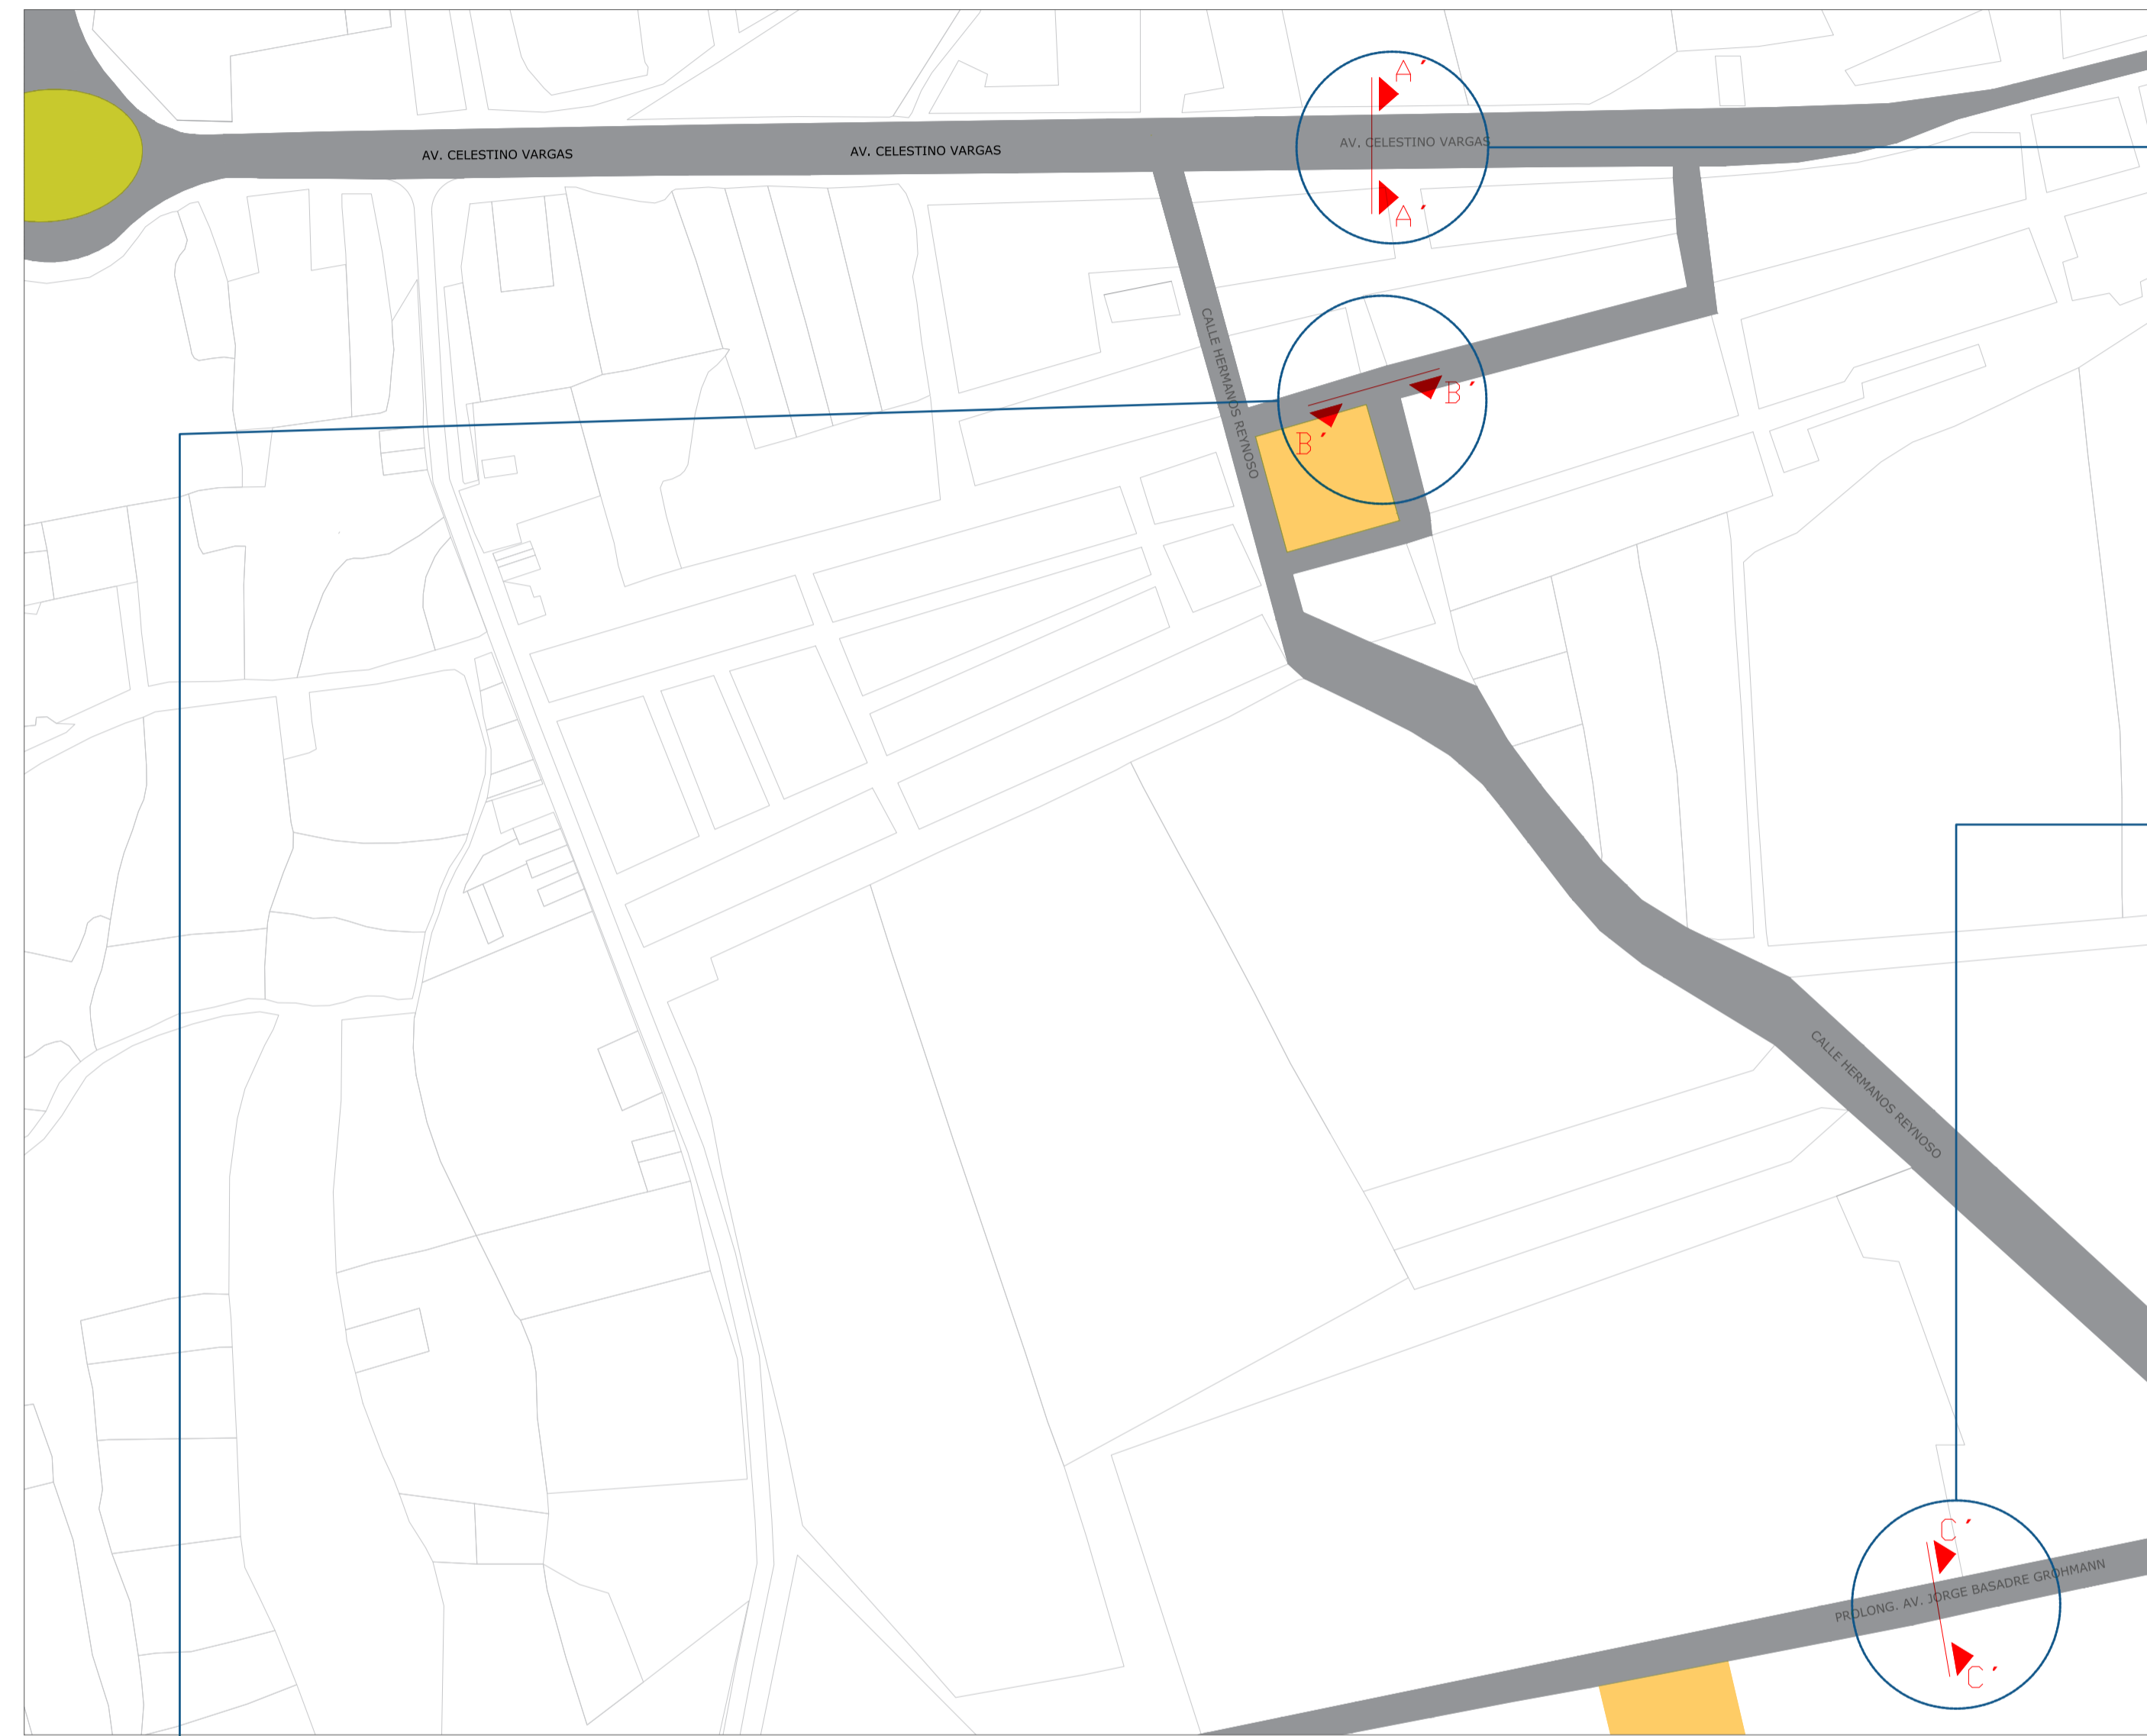 A´
AV. CELESTINO VARGAS
AV. CELESTINO VARGAS
AV. CELESTINO VARGAS
A´
CALLE HERMANOS REYNOSO
B´
B´
CALLE HERMANOS REYNOSO
C´
PROLONG. AV. JORGE BASADRE GROHMANN
C´